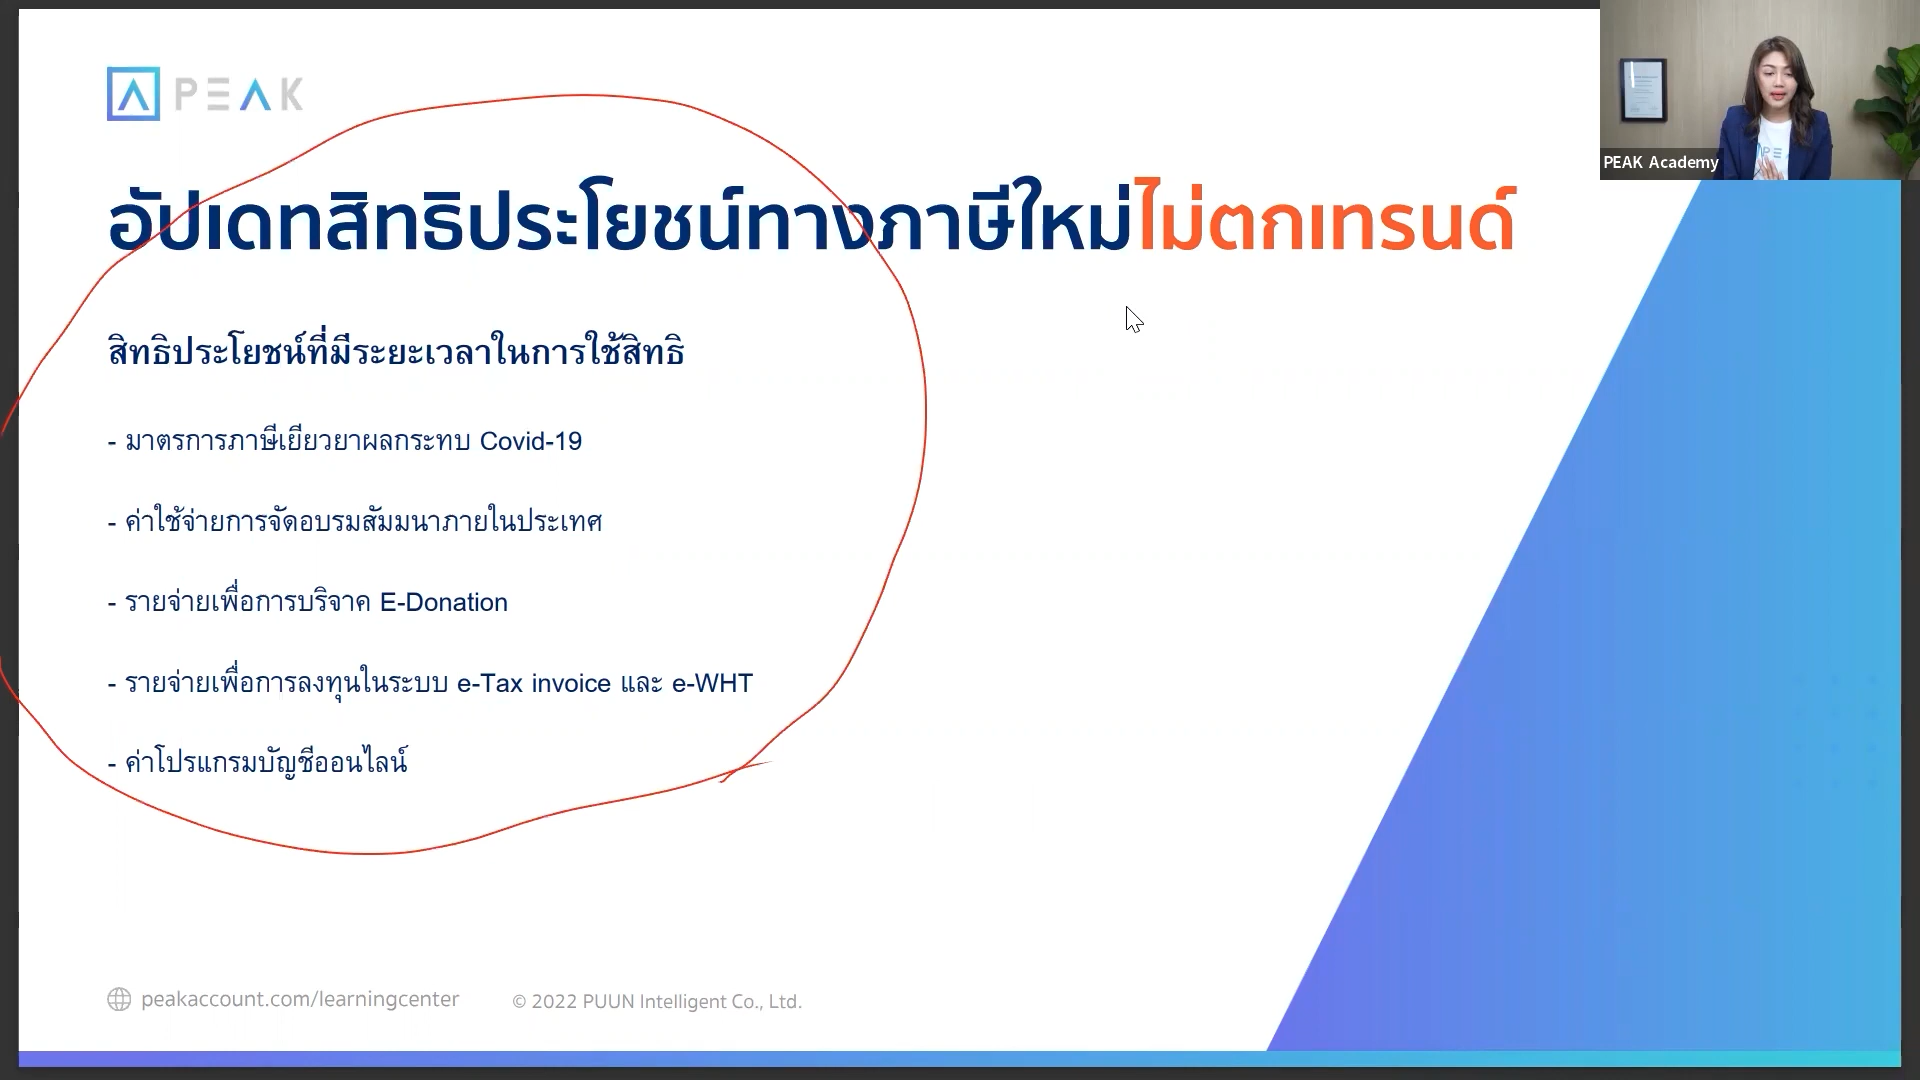 PEAK
PEAK Academy
อัปเดทสิทธิประโยชน์ทางภาษีใหม่ไม่ตกเทรนด์
สิทธิประโยชน์ที่มีระยะเวลาในการใช้สิทธิ
- มาตรการภาษีเยียวยาผลกระทบ Covid-19
- ค่าใช้จ่ายการจัดอบรมสัมมนาภายในประเทศ
- รายจ่ายเพื่อการบริจาค E-Donation
- รายจ่ายเพื่อการลงทุนในระบบ e-Tax invoice และ e-WHT
- ค่าโปรแกรมบัญชีออนไลน์
peakaccount.com/learningcenter
© 2022 PUUN Intelligent Co., Ltd.